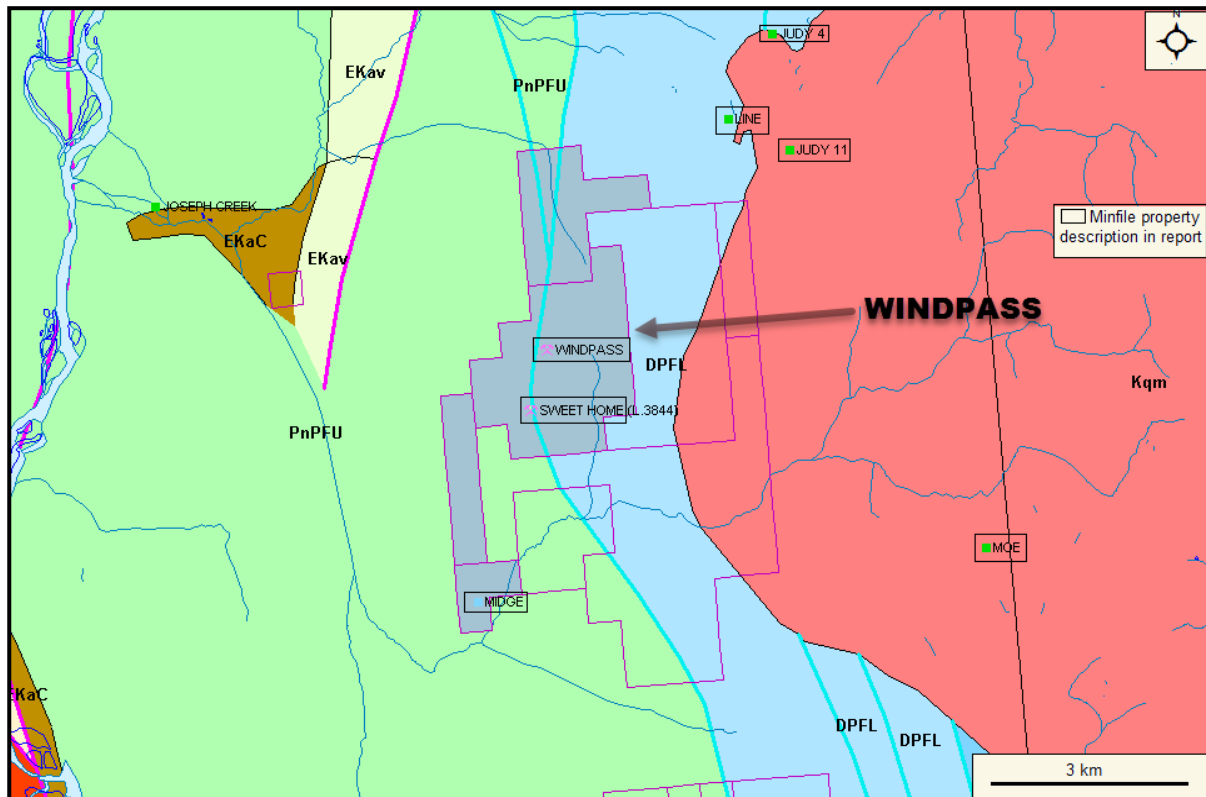 N
JUDY 4
EKav
PnPFU
LINE
JUDY 11
JOSEPH CREEK
Minfile property
description in report
EKaC
EKav
WINDPASS
WINDPASS
DPFL
Kqm
SWEET HOME (L.3844)
PnPFU
MOE
MIDGE
EKaC
DPFL
DPFL
3 km